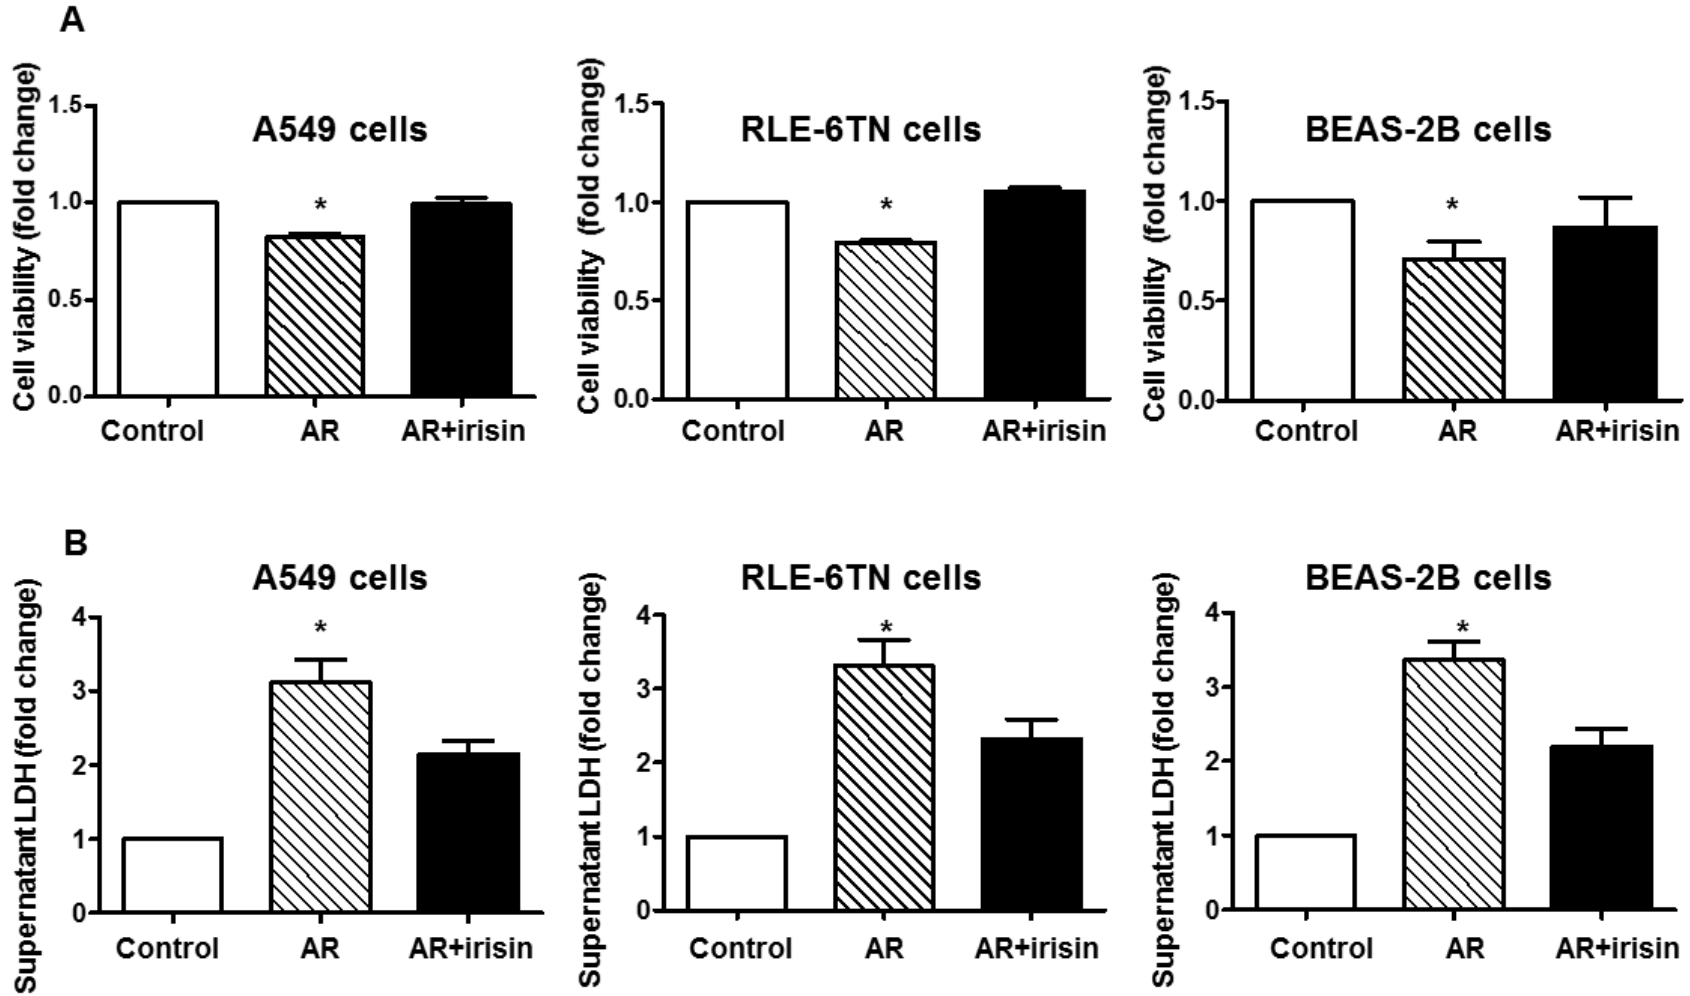 A
A549 cells
Cell viability (fold change)
1.5
1.0
0.5
0.0
*
Control AR AR+irisin
RLE-6TN cells
Cell viability (fold change)
1.5
1.0
0.5
0.0
*
Control AR AR+irisin
BEAS-2B cells
Cell viability (fold change)
1.5
1.0
0.5
0.0
*
Control AR AR+irisin
B
A549 cells
Supernatant LDH (fold change)
4
3
2
1
0
*
Control AR AR+irisin
RLE-6TN cells
Supernatant LDH (fold change)
4
3
2
1
0
*
Control AR AR+irisin
BEAS-2B cells
Supernatant LDH (fold change)
4
3
2
1
0
*
Control AR AR+irisin